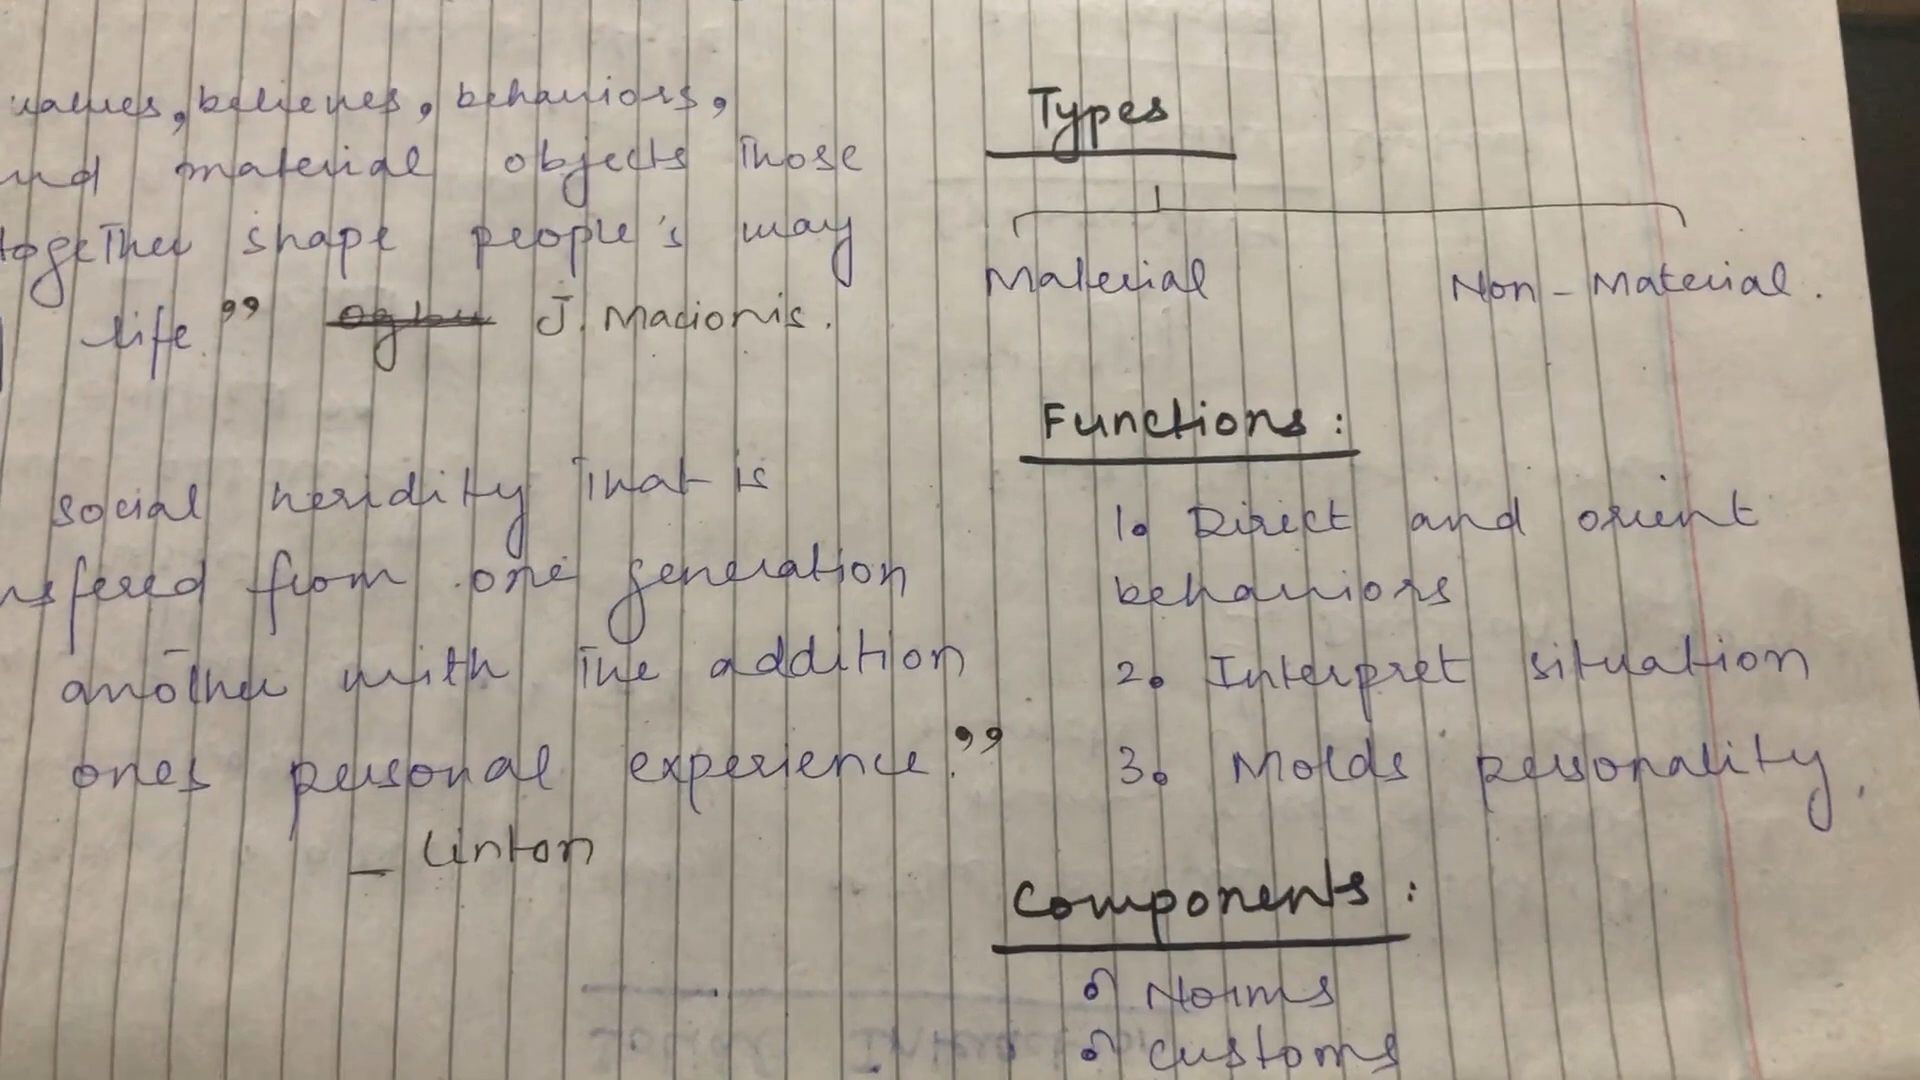 values, believes, behaviors,
and material objects those
together shape people's way
life." ogbu J. Macionis.
social heridity that is
nsfered from one generation
another with the addition
ones personal experience."
_ Linton
Types
Material Non-Material.
Functions:
1. Direct and orient
behaviors
2. Interpret situation
3. Molds personality.
Components:
Norms
customs